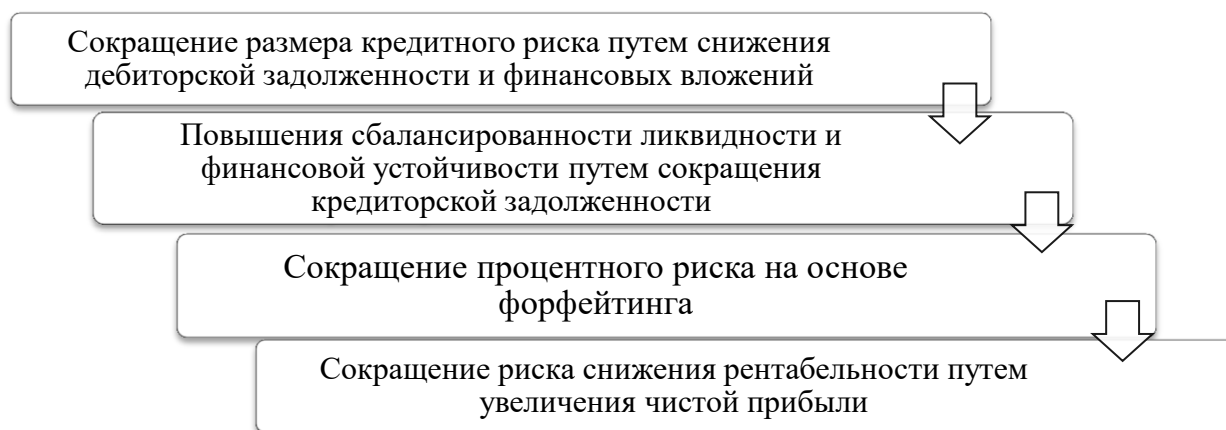 Сокращение размера кредитного риска путем снижения
дебиторской задолженности и финансовых вложений
Повышения сбалансированности ликвидности и
финансовой устойчивости путем сокращения
кредиторской задолженности
Сокращение процентного риска на основе
форфейтинга
Сокращение риска снижения рентабельности путем
увеличения чистой прибыли